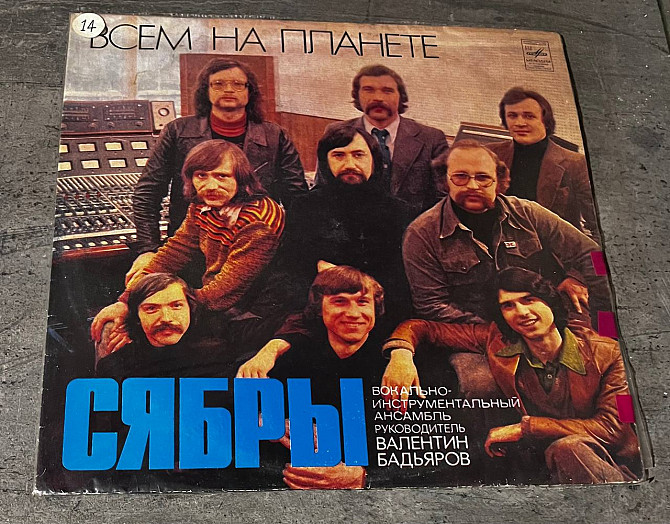 14
ВСЕМ НА ПЛАНЕТЕ
СЯБРЫ
ВОКАЛЬНО-
ИНСТРУМЕНТАЛЬНЫЙ
АНСАМБЛЬ
РУКОВОДИТЕЛЬ
ВАЛЕНТИН
БАДЬЯРОВ